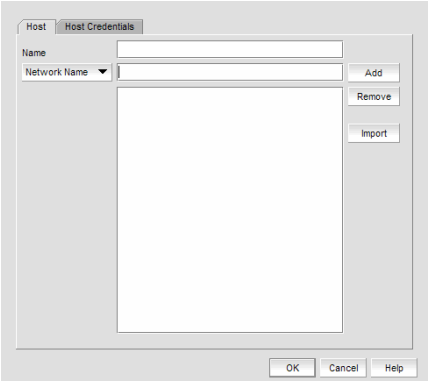 Host Host Credentials
Name
Network Name Add
Remove
Import
OK Cancel Help